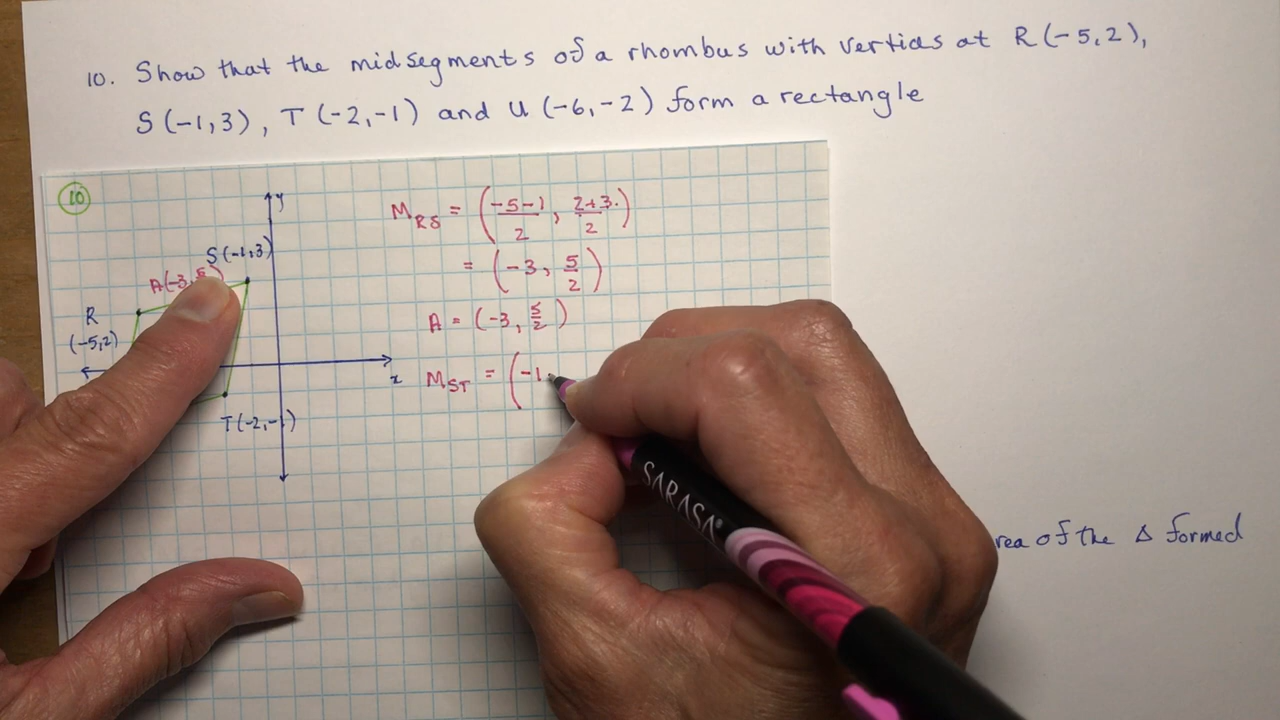 10. Show that the midsegments of a rhombus with vertices at R(-5,2),
S(-1,3), T(-2,-1) and U(-6,-2) form a rectangle
10
y
S(-1,3)
A(-3,5
R
(-5,2)
x
T(-2,-1)
M_RS = ((-5-1)/2, (2+3)/2)
= (-3, 5/2)
A = (-3, 5/2)
M_ST = (-1
SARASA®
of the Δ formed